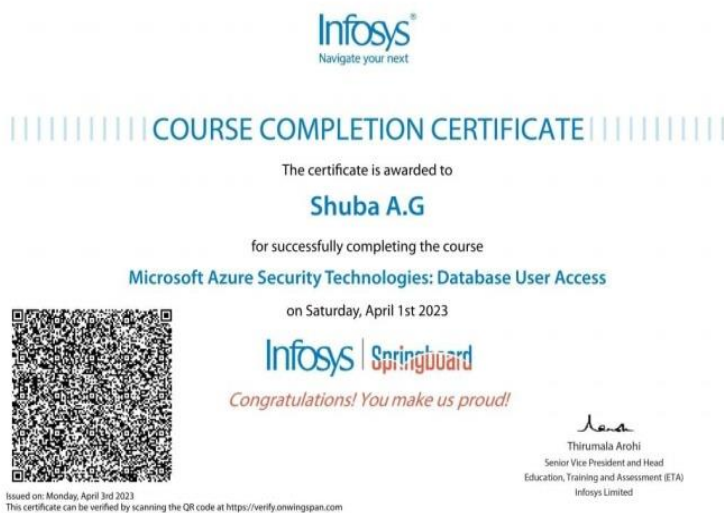 Infosys®
Navigate your next
COURSE COMPLETION CERTIFICATE
The certificate is awarded to
Shuba A.G
for successfully completing the course
Microsoft Azure Security Technologies: Database User Access
on Saturday, April 1st 2023
Infosys | Springboard
Congratulations! You make us proud!
Thirumala Arohi
Senior Vice President and Head
Education, Training and Assessment (ETA)
Infosys Limited
Issued on: Monday, April 3rd 2023
This certificate can be verified by scanning the QR code at https://verify.onwingspan.com